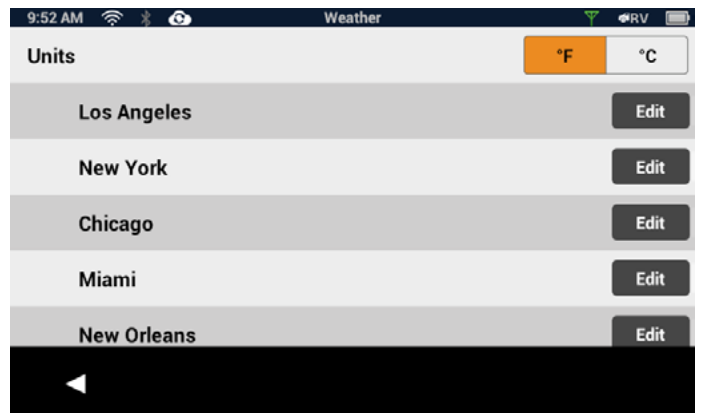 9:52 AM Weather RV
Units °F °C
Los Angeles Edit
New York Edit
Chicago Edit
Miami Edit
New Orleans Edit